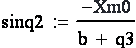 sinq2 := -Xm0 / b + q3